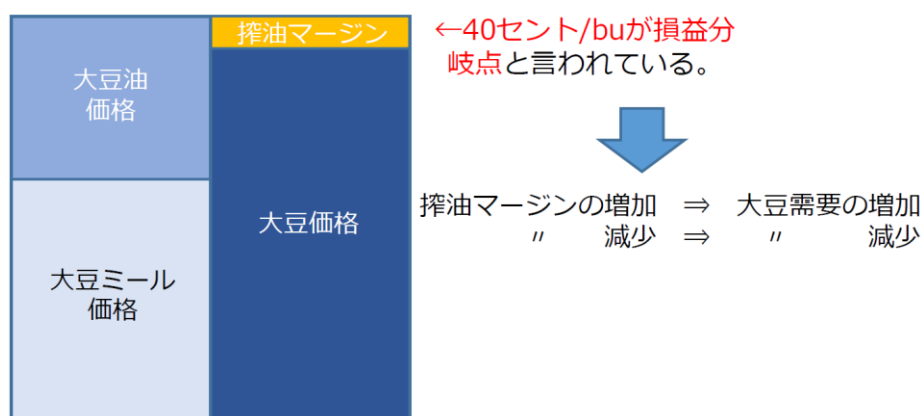 搾油マージン
大豆油
価格
大豆価格
大豆ミール
価格
←40セント/buが損益分
岐点と言われている。
搾油マージンの増加 ⇒ 大豆需要の増加
〃 減少 ⇒ 〃 減少